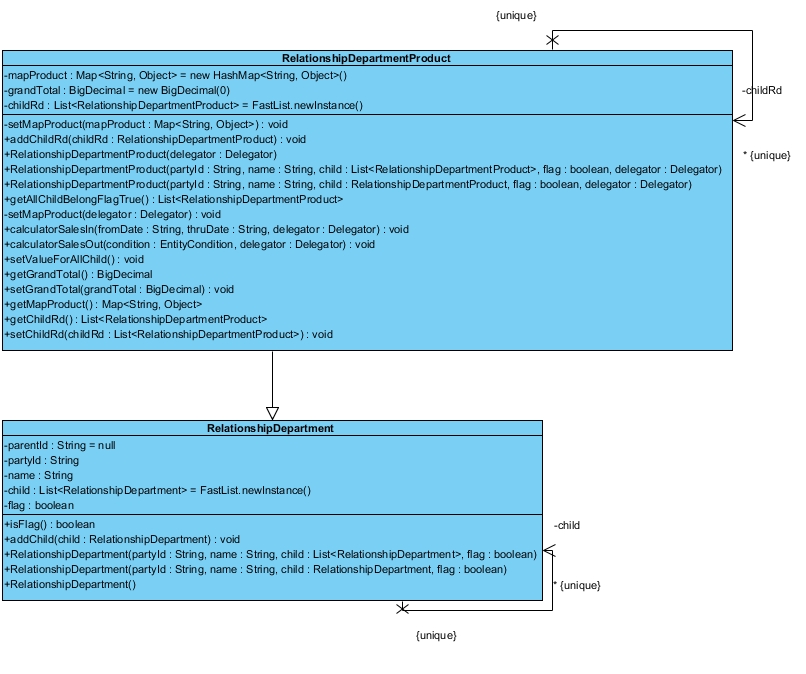 {unique}
RelationshipDepartmentProduct
-mapProduct : Map<String, Object> = new HashMap<String, Object>()
-grandTotal : BigDecimal = new BigDecimal(0)
-childRd : List<RelationshipDepartmentProduct> = FastList.newInstance()
-childRd
-setMapProduct(mapProduct : Map<String, Object>) : void
+addChildRd(childRd : RelationshipDepartmentProduct) : void
+RelationshipDepartmentProduct(delegator : Delegator)
* {unique}
+RelationshipDepartmentProduct(partyId : String, name : String, child : List<RelationshipDepartmentProduct>, flag : boolean, delegator : Delegator)
+RelationshipDepartmentProduct(partyId : String, name : String, child : RelationshipDepartmentProduct, flag : boolean, delegator : Delegator)
+getAllChildBelongFlagTrue() : List<RelationshipDepartmentProduct>
-setMapProduct(delegator : Delegator) : void
+calculatorSalesIn(fromDate : String, thruDate : String, delegator : Delegator) : void
+calculatorSalesOut(condition : EntityCondition, delegator : Delegator) : void
+setValueForAllChild() : void
+getGrandTotal() : BigDecimal
+setGrandTotal(grandTotal : BigDecimal) : void
+getMapProduct() : Map<String, Object>
+getChildRd() : List<RelationshipDepartmentProduct>
+setChildRd(childRd : List<RelationshipDepartmentProduct>) : void
RelationshipDepartment
-parentId : String = null
-partyId : String
-name : String
-child : List<RelationshipDepartment> = FastList.newInstance()
-flag : boolean
+isFlag() : boolean
-child
+addChild(child : RelationshipDepartment) : void
+RelationshipDepartment(partyId : String, name : String, child : List<RelationshipDepartment>, flag : boolean)
+RelationshipDepartment(partyId : String, name : String, child : RelationshipDepartment, flag : boolean)
+RelationshipDepartment()
* {unique}
{unique}